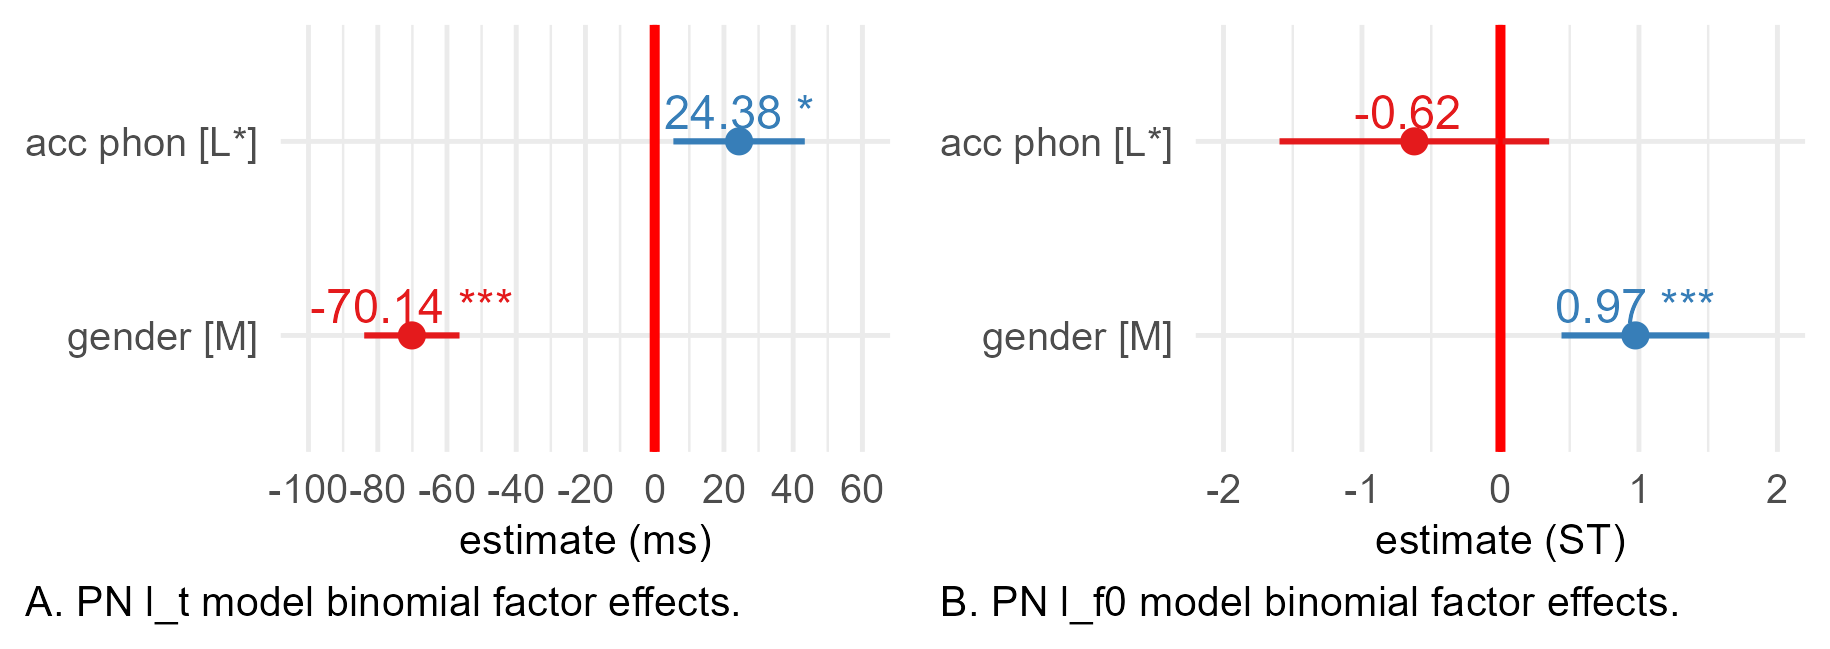 24.38 *
acc phon [L*]
-70.14 ***
gender [M]
-100 -80 -60 -40 -20 0 20 40 60
estimate (ms)
A. PN l_t model binomial factor effects.
-0.62
acc phon [L*]
0.97 ***
gender [M]
-2 -1 0 1 2
estimate (ST)
B. PN l_f0 model binomial factor effects.